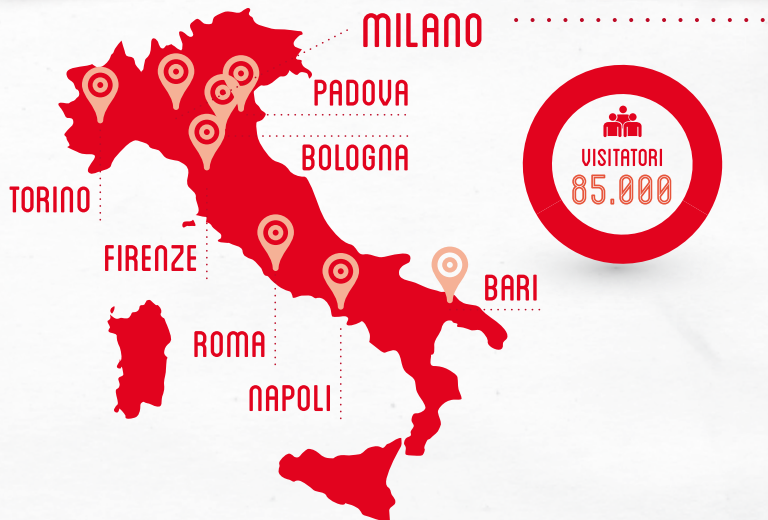 MILANO
PADOVA
BOLOGNA
VISITATORI
85.000
TORINO
FIRENZE
BARI
ROMA
NAPOLI